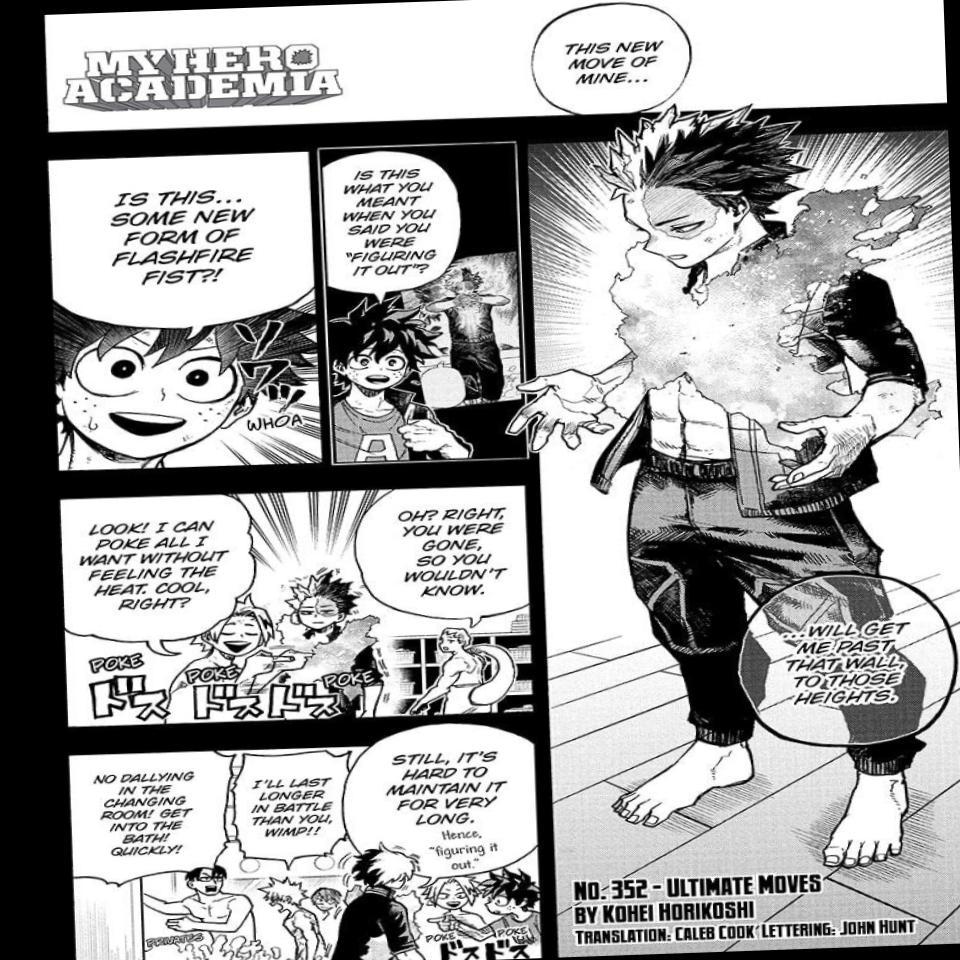 MY HERO
ACADEMIA
THIS NEW
MOVE OF
MINE...
IS THIS
WHAT YOU
MEANT
WHEN YOU
SAID YOU
WERE
"FIGURING
IT OUT"?
IS THIS...
SOME NEW
FORM OF
FLASHFIRE
FIST?!
ワッ
WHOA
...WILL GET
ME PAST
THAT WALL,
TO THOSE
HEIGHTS.
OH? RIGHT,
YOU WERE
GONE,
SO YOU
WOULDN'T
KNOW.
LOOK! I CAN
POKE ALL I
WANT WITHOUT
FEELING THE
HEAT. COOL,
RIGHT?
POKE
POKE
POKE
ドス
ドスドス
STILL, IT'S
HARD TO
MAINTAIN IT
FOR VERY
LONG.
Hence,
"figuring it
out."
I'LL LAST
LONGER
IN BATTLE
THAN YOU,
WIMP!!
NO DALLYING
IN THE
CHANGING
ROOM! GET
INTO THE
BATH!
QUICKLY!
PRIVATES
POKE
POKE
ドスドス
NO. 352 - ULTIMATE MOVES
BY KOHEI HORIKOSHI
TRANSLATION: CALEB COOK LETTERING: JOHN HUNT